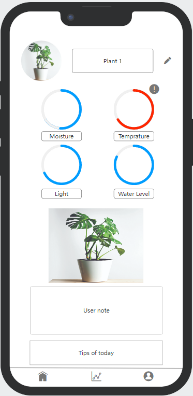 Plant 1
!
Moisture
Temprature
Light
Water Level
User note
Tips of today